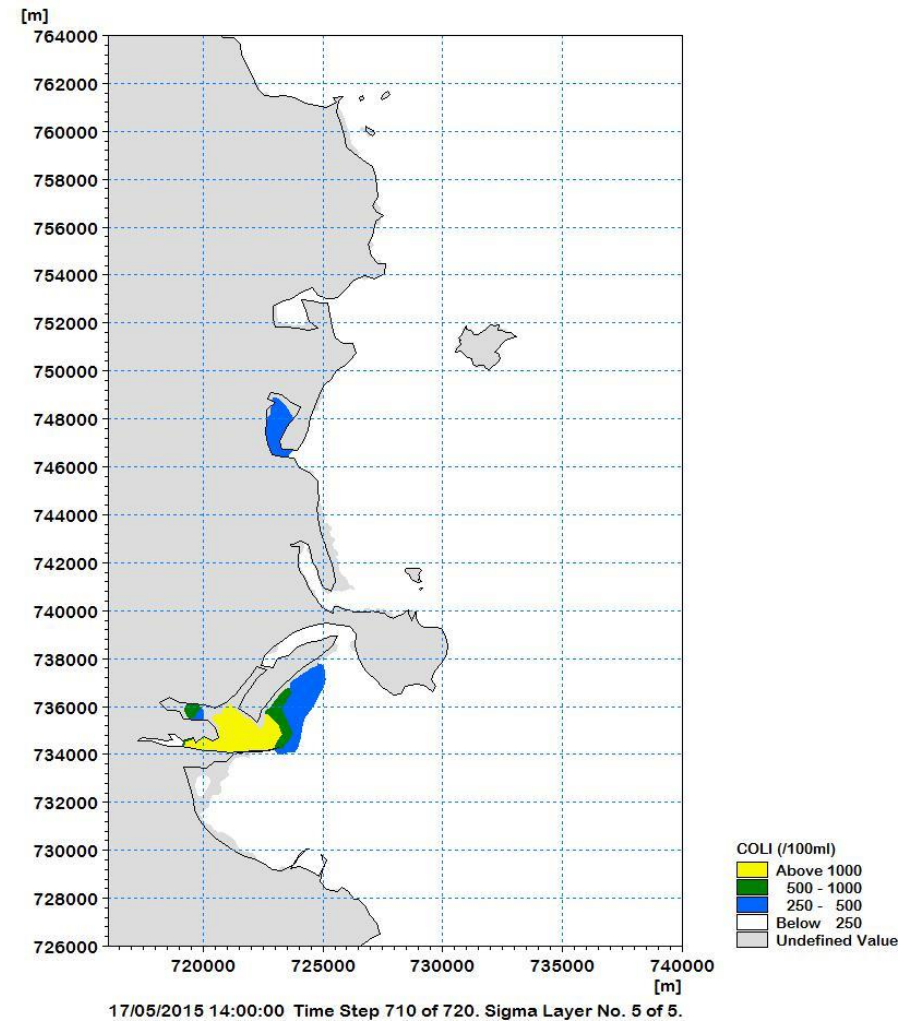 [m]
764000
762000
760000
758000
756000
754000
752000
750000
748000
746000
744000
742000
740000
738000
736000
734000
732000
730000
728000
726000
720000 725000 730000 735000 740000
[m]
COLI (/100ml)
Above 1000
500 - 1000
250 - 500
Below 250
Undefined Value
17/05/2015 14:00:00 Time Step 710 of 720. Sigma Layer No. 5 of 5.